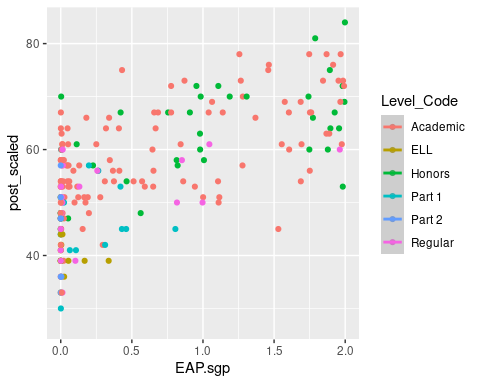 80
60
40
post_scaled
0.0 0.5 1.0 1.5 2.0
EAP.sgp
Level_Code
Academic
ELL
Honors
Part 1
Part 2
Regular